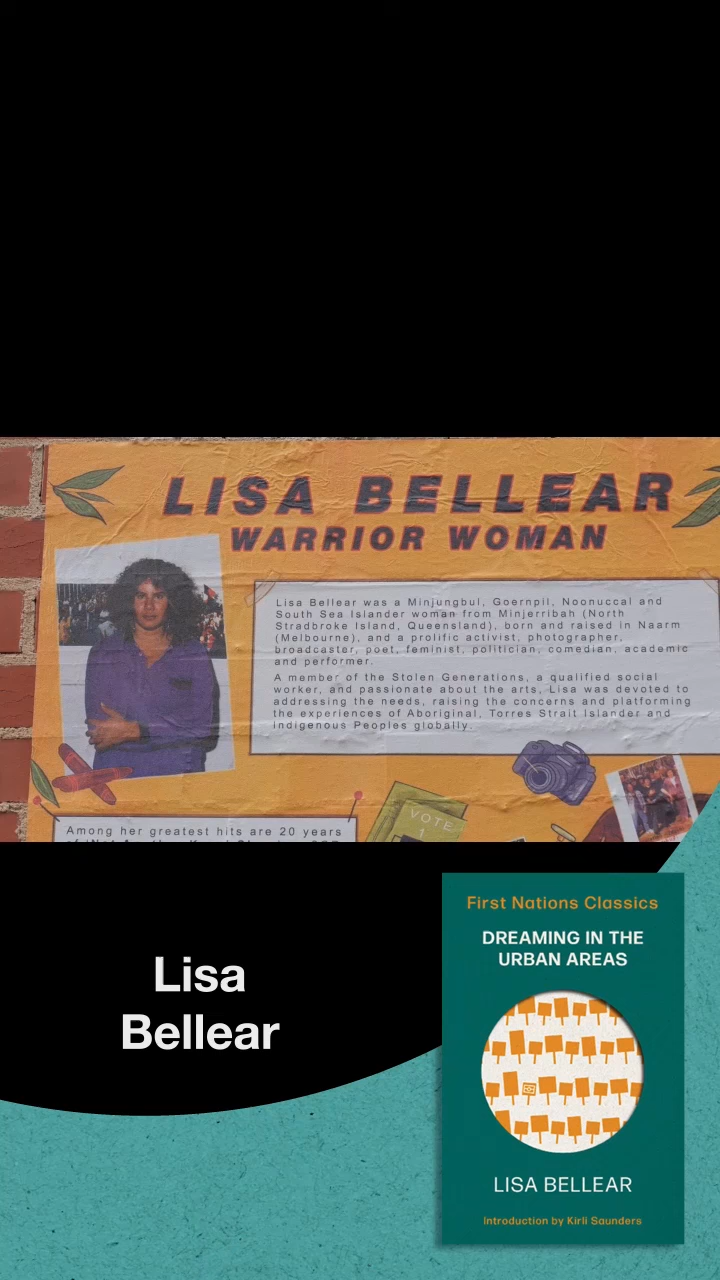 LISA BELLEAR
WARRIOR WOMAN
Lisa Bellear was a Minjungbul, Goernpil, Noonuccal and
South Sea Islander woman from Minjerribah (North
Stradbroke Island, Queensland), born and raised in Naarm
(Melbourne), and a prolific activist, photographer,
broadcaster, poet, feminist, politician, comedian, academic
and performer.
A member of the Stolen Generations, a qualified social
worker, and passionate about the arts, Lisa was devoted to
addressing the needs, raising the concerns and platforming
the experiences of Aboriginal, Torres Strait Islander and
Indigenous Peoples globally.
VOTE
1
Among her greatest hits are 20 years
Lisa
Bellear
First Nations Classics
DREAMING IN THE
URBAN AREAS
LISA BELLEAR
Introduction by Kirli Saunders